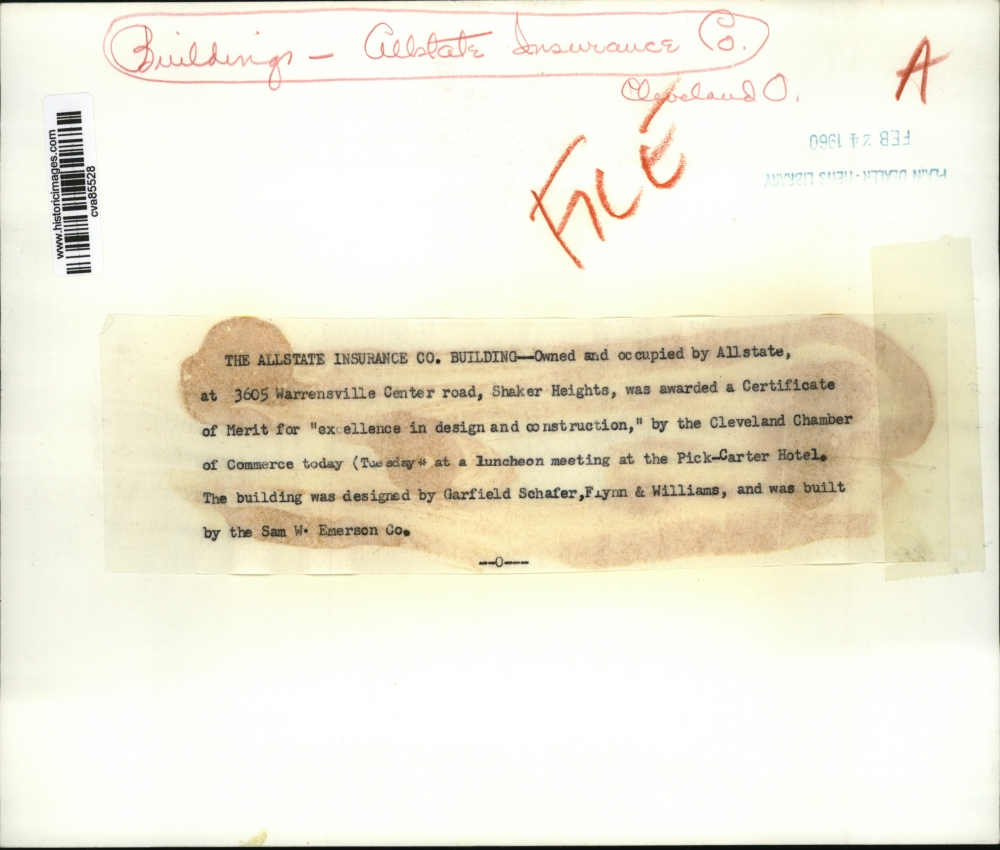 Buildings — Allstate Insurance Co.
Cleveland O.
A
FEB 24 1960
PLAIN DEALER-NEWS LIBRARY
FILE
www.historicimages.com
cva85528
THE ALLSTATE INSURANCE CO. BUILDING--Owned and occupied by Allstate,
at 3605 Warrensville Center road, Shaker Heights, was awarded a Certificate
of Merit for "excellence in design and construction," by the Cleveland Chamber
of Commerce today (Tuesday* at a luncheon meeting at the Pick-Carter Hotel.
The building was designed by Garfield Schafer,Flynn & Williams, and was built
by the Sam W. Emerson Co.
--O---